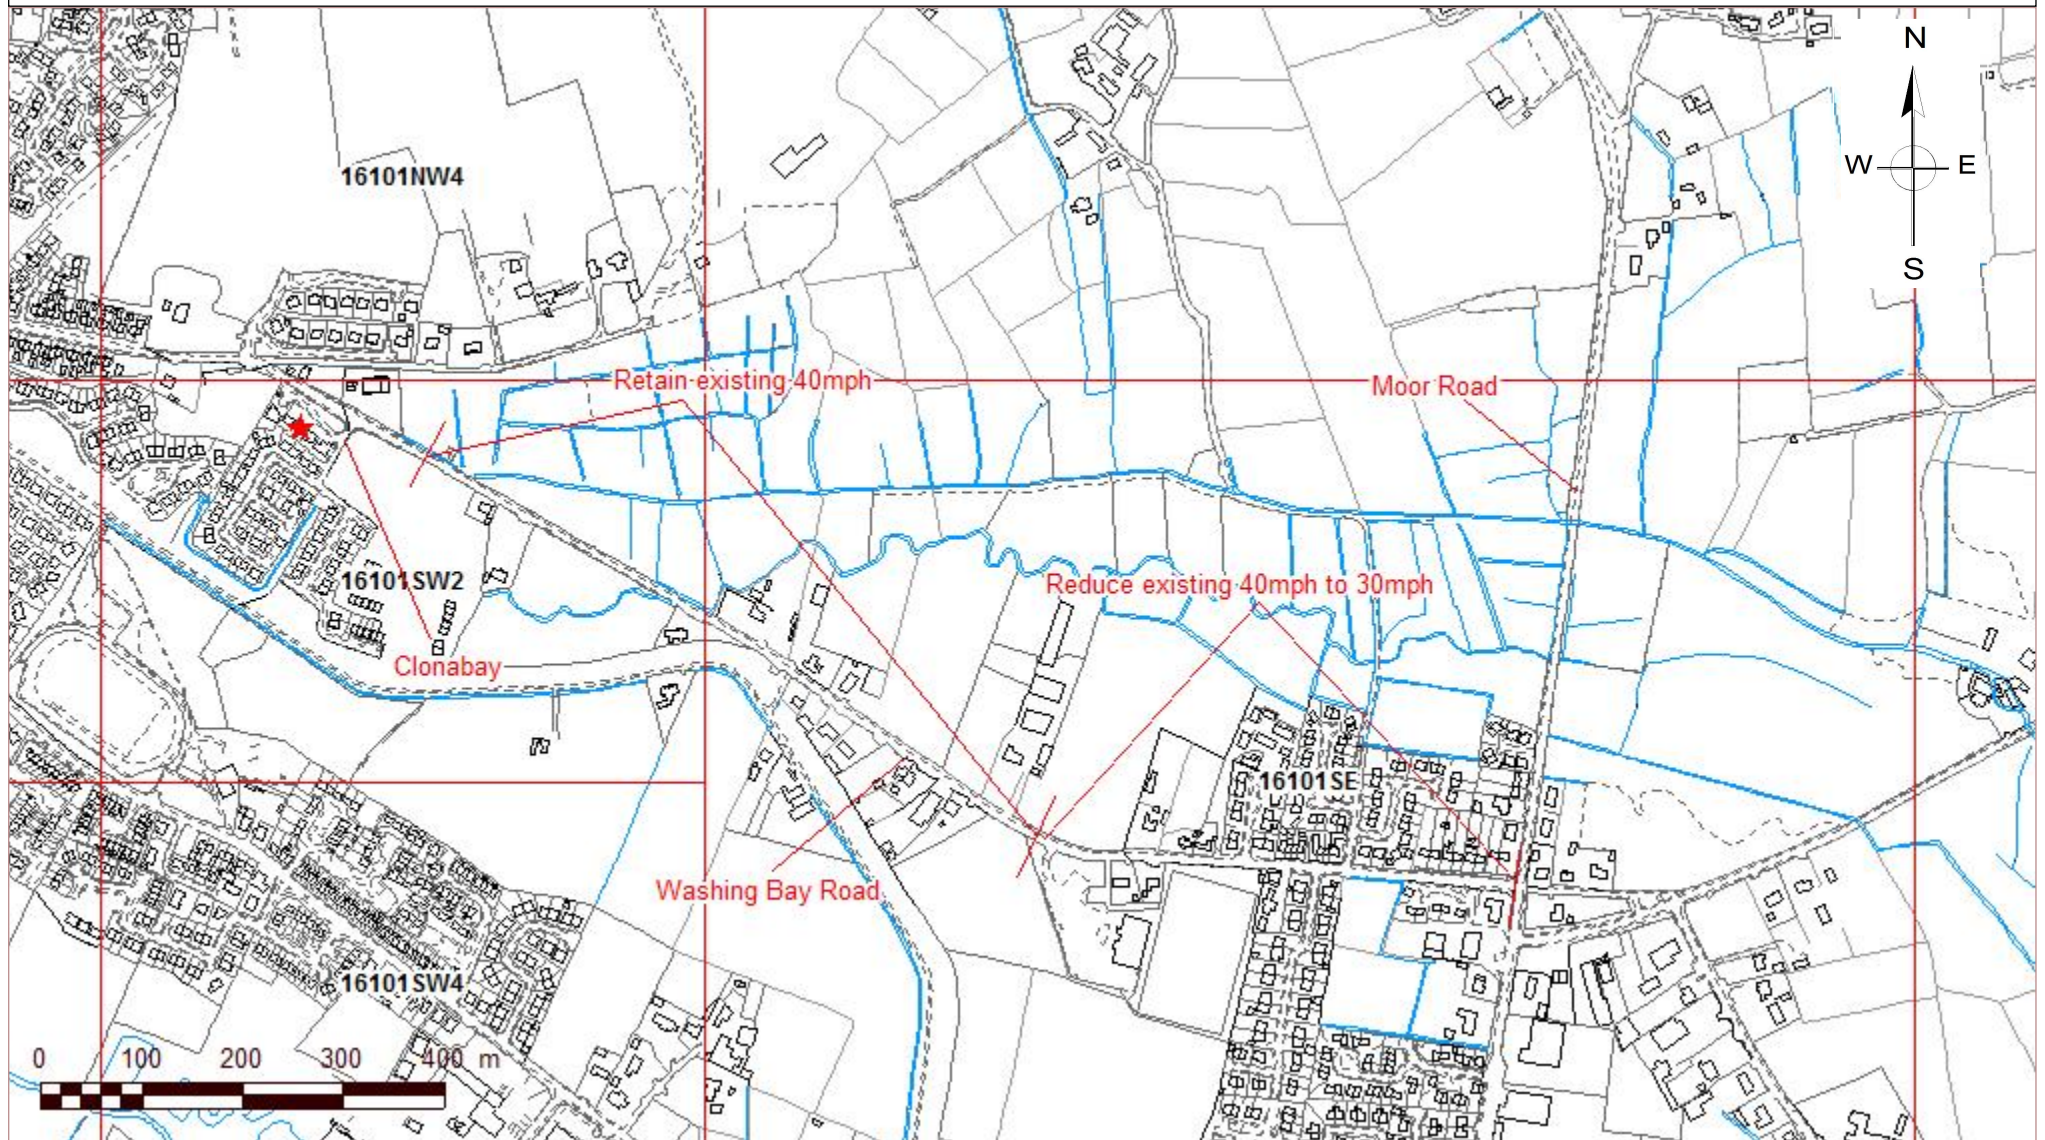 N
W E
S
16101NW4
Retain existing 40mph
Moor Road
16101SW2
Reduce existing 40mph to 30mph
Clonabay
16101SE
Washing Bay Road
16101SW4
0 100 200 300 400 m